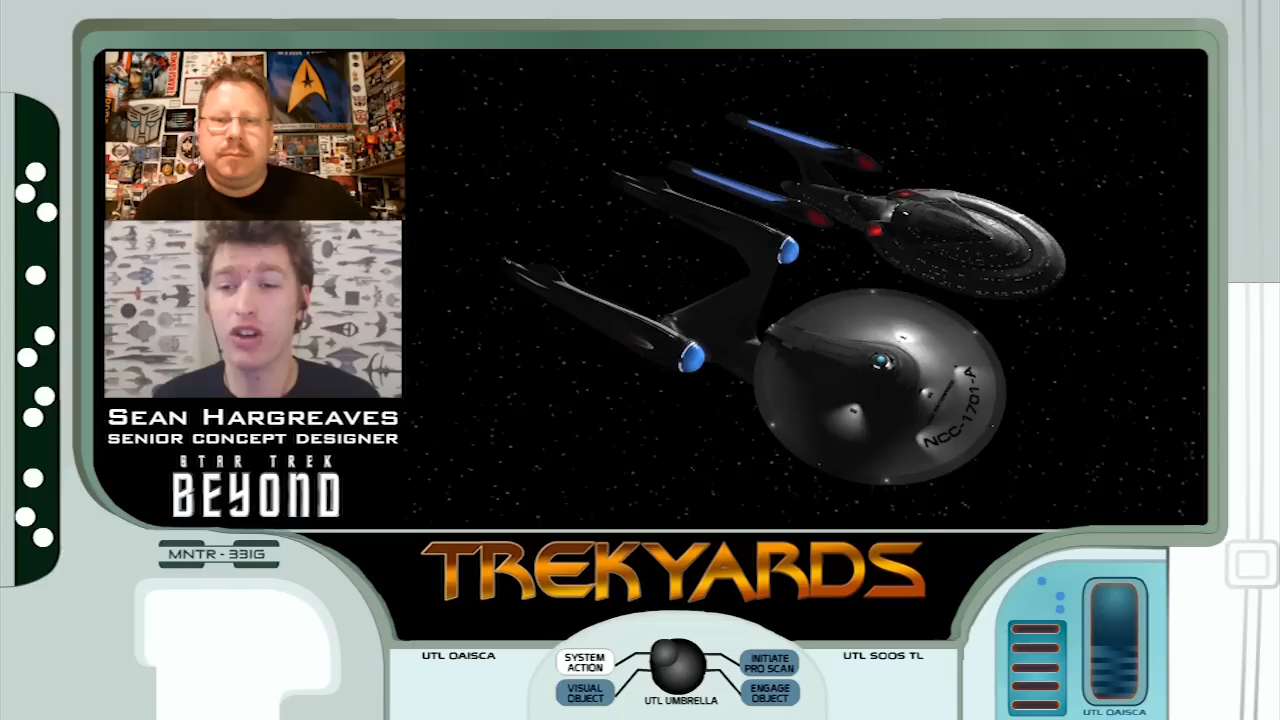 TRANSFORMERS
SEAN HARGREAVES
SENIOR CONCEPT DESIGNER
STAR TREK
BEYOND
NCC-1701-A
MNTR - 331G
TREKYARDS
UTL OAISCA
SYSTEM
ACTION
VISUAL
OBJECT
UTL UMBRELLA
INITIATE
PRO SCAN
ENGAGE
OBJECT
UTL SOOS TL
UTL OAISCA